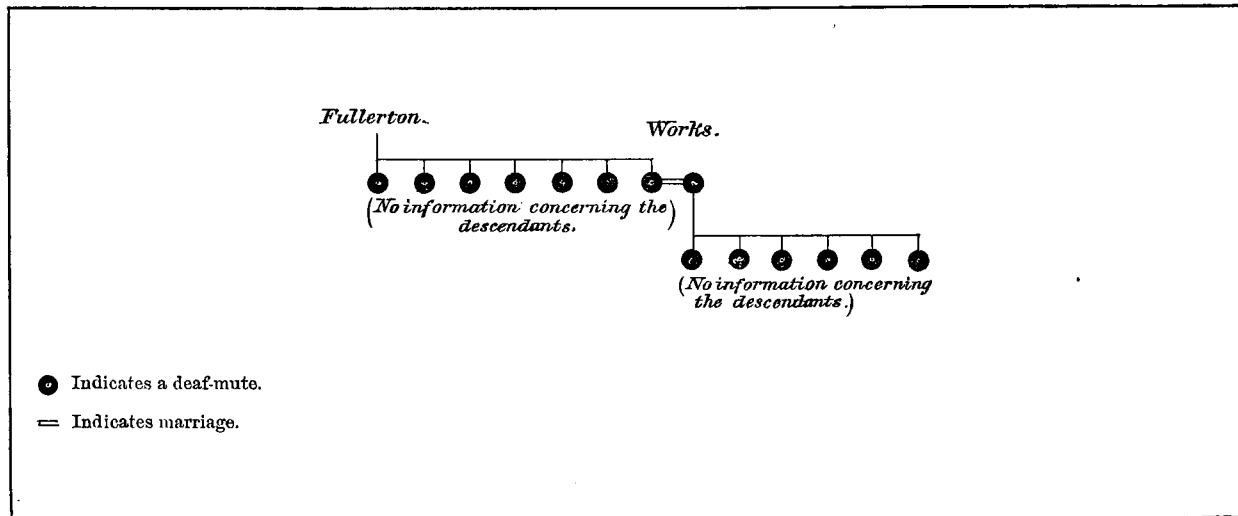 Fullerton.
Works.
(No information concerning the)
descendants.
(No information concerning
the descendants.)
Indicates a deaf-mute.
= Indicates marriage.